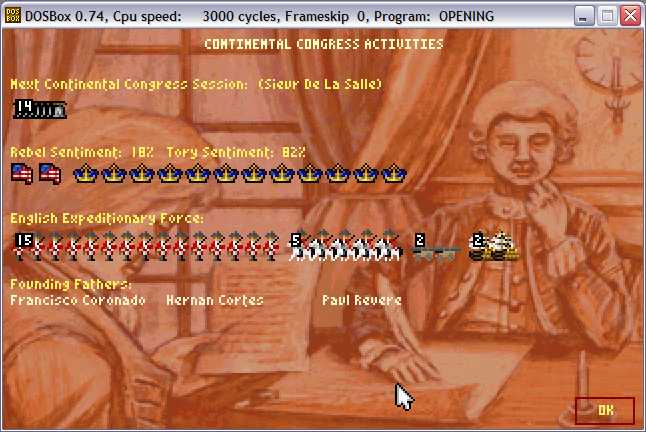 DOSBox 0.74, Cpu speed: 3000 cycles, Frameskip 0, Program: OPENING
CONTINENTAL CONGRESS ACTIVITIES
Next Continental Congress Session: (Sieur De La Salle)
14
Rebel Sentiment: 18% Tory Sentiment: 82%
English Expeditionary Force:
15 5 2 2
Founding Fathers:
Francisco Coronado Hernan Cortes Paul Revere
OK